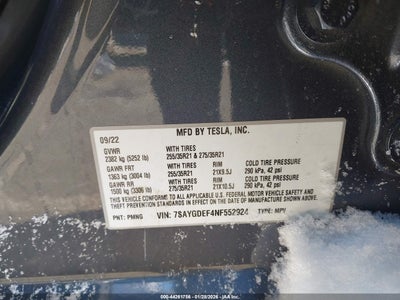 MFD BY TESLA, INC.
09/22
GVWR WITH TIRES
2382 kg (5252 lb) 255/35R21 & 275/35R21
GAWR FRT WITH TIRES RIM COLD TIRE PRESSURE
1363 kg (3004 lb) 255/35R21 21X9.5J 290 kPa, 42 psi
GAWR RR WITH TIRES RIM COLD TIRE PRESSURE
1500 kg (3306 lb) 275/35R21 21X10.5J 290 kPa, 42 psi
THIS VEHICLE CONFORMS TO ALL APPLICABLE U.S. FEDERAL MOTOR VEHICLE SAFETY
AND THEFT PREVENTION STANDARDS IN EFFECT ON THE DATE OF MANUFACTURE
SHOWN ABOVE.
PNT: PMNG VIN: 7SAYGDEF4NF552924 TYPE: MPV
000-44261758 - 01/28/2026 - IAAI